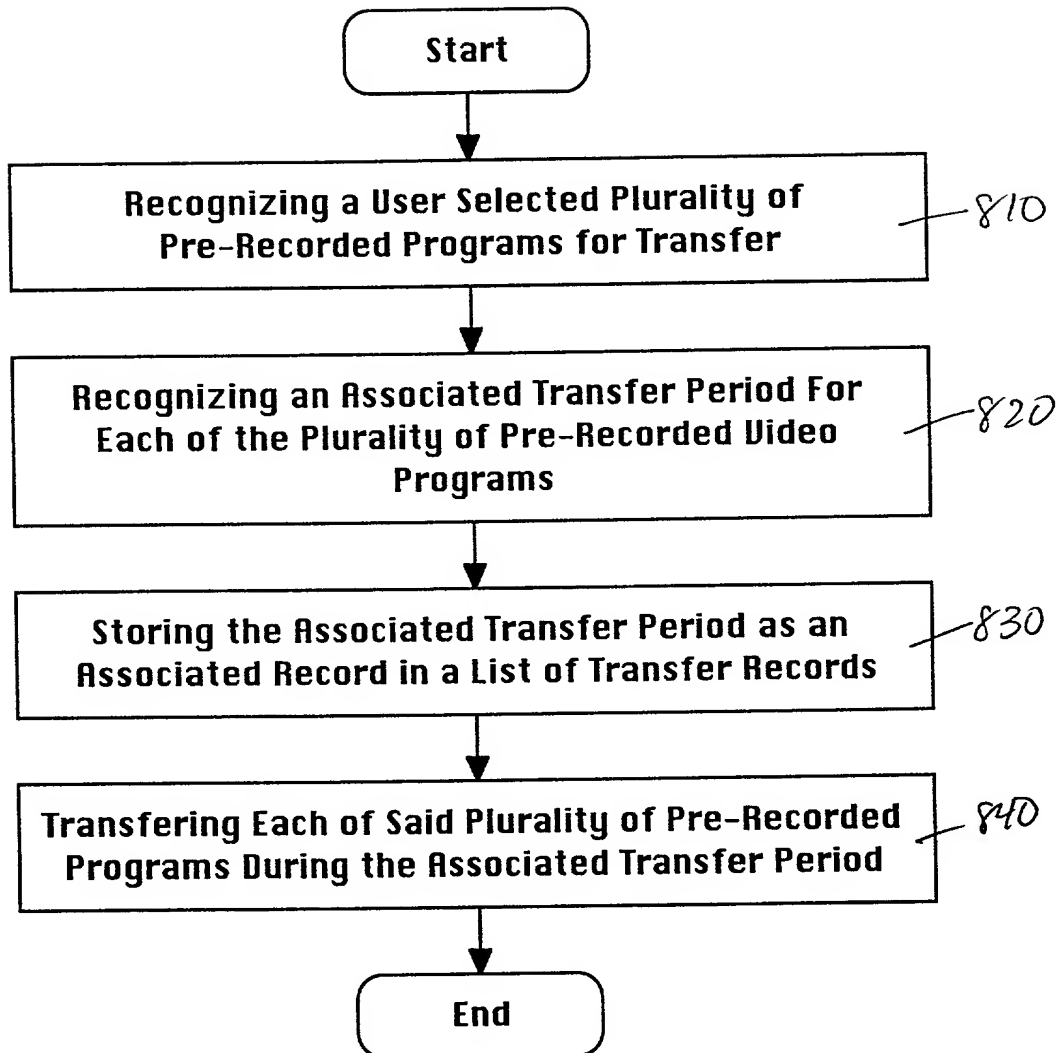 Start
Recognizing a User Selected Plurality of
Pre-Recorded Programs for Transfer
810
Recognizing an Associated Transfer Period For
Each of the Plurality of Pre-Recorded Video
Programs
820
Storing the Associated Transfer Period as an
Associated Record in a List of Transfer Records
830
Transfering Each of Said Plurality of Pre-Recorded
Programs During the Associated Transfer Period
840
End